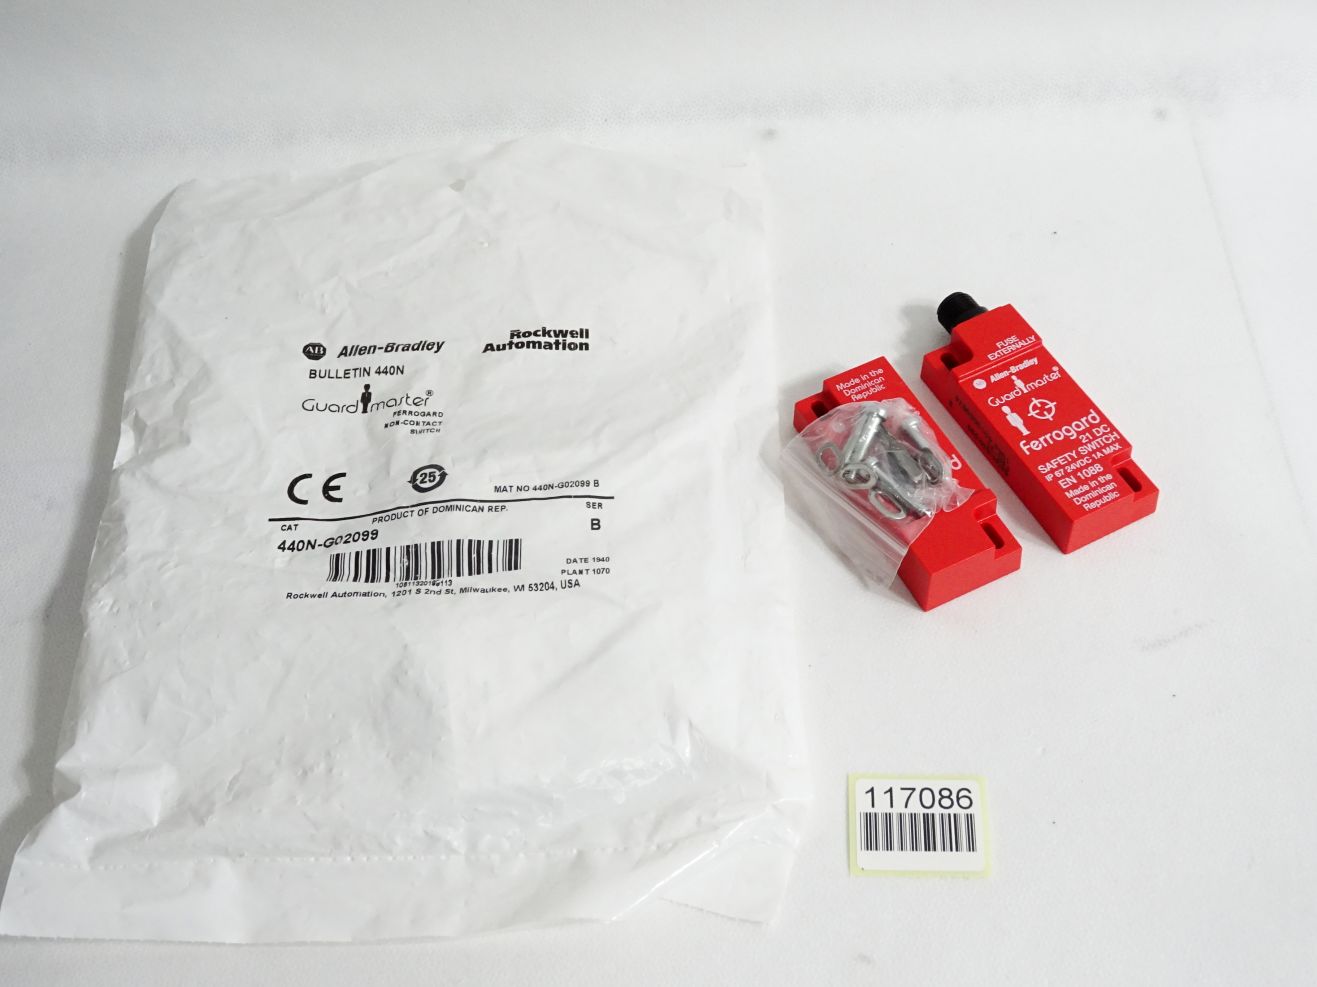 AB Allen-Bradley
Rockwell
Automation
BULLETIN 440N
Guardmaster®
FERROGARD
NON-CONTACT
SWITCH
CE
25
MAT NO 440N-G02099 B
PRODUCT OF DOMINICAN REP.
CAT
440N-G02099
SER
B
DATE 1940
PLANT 1070
Rockwell Automation, 1201 S 2nd St, Milwaukee, WI 53204, USA
Made in the
Dominican
Republic
FUSE
EXTERNALLY
Allen-Bradley
Guardmaster®
Ferrogard
21 DC
SAFETY SWITCH
IP 67 24VDC 1A MAX
EN 1088
Made in the
Dominican
Republic
117086